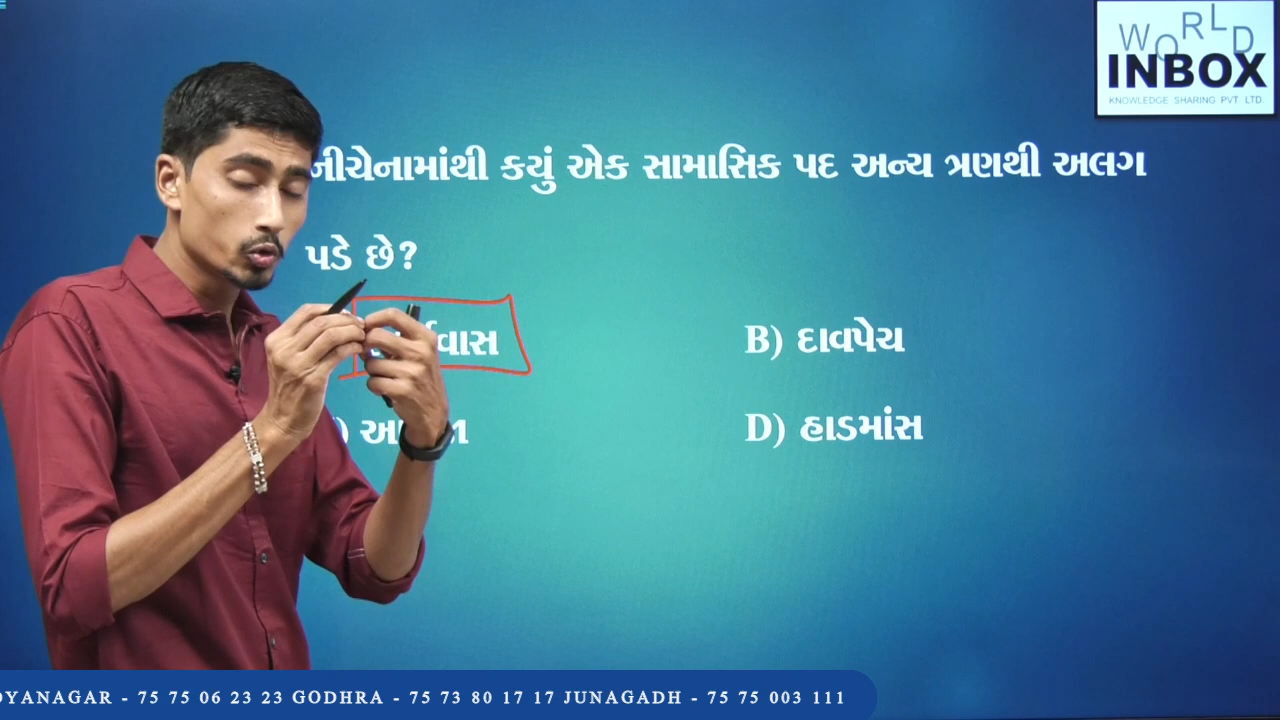 WORLD
INBOX
KNOWLEDGE SHARING PVT LTD.
નીચેનામાંથી કયું એક સામાસિક પદ અન્ય ત્રણથી અલગ
પડે છે?
B) દાવપેચ
D) હાડમાંસ
DYANAGAR - 75 75 06 23 23 GODHRA - 75 73 80 17 17 JUNAGADH - 75 75 003 111